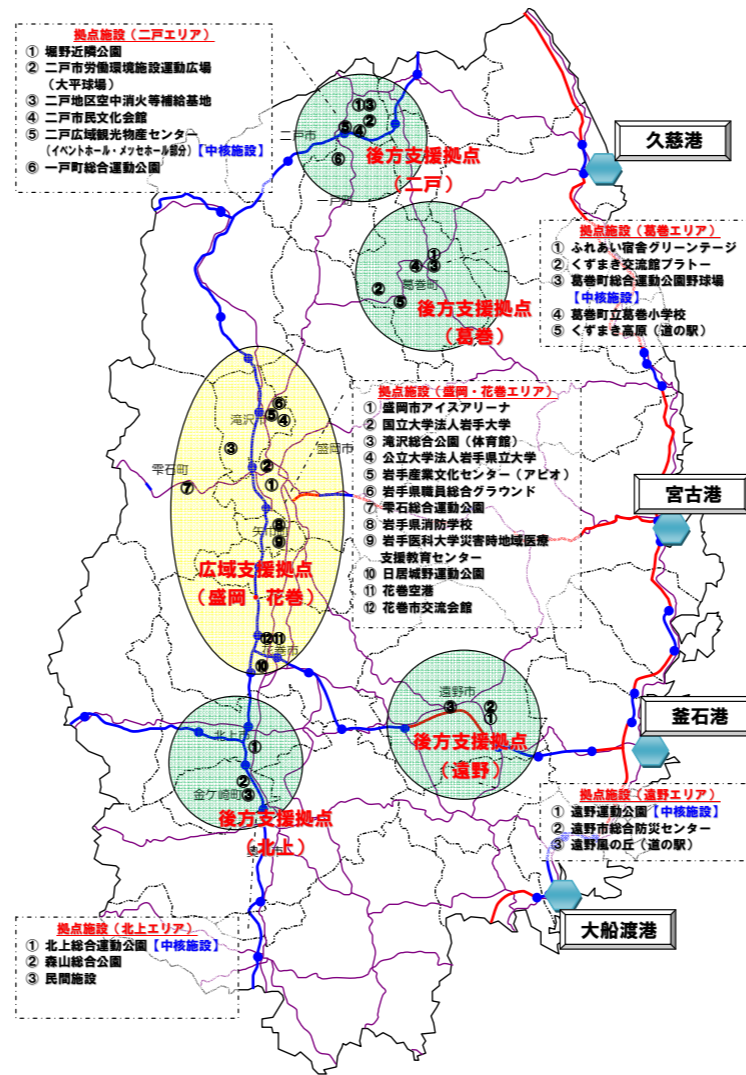 拠点施設（二戸エリア）
① 堀野近隣公園
② 二戸市労働環境施設運動広場
（大平球場）
③ 二戸地区空中消火等補給基地
④ 二戸市民文化会館
⑤ 二戸広域観光物産センター
（イベントホール・メッセホール部分）【中核施設】
⑥ 一戸町総合運動公園
①③
②
⑤④
⑥
二戸市
一戸町
後方支援拠点
（二戸）
久慈港
拠点施設（葛巻エリア）
① ふれあい宿舎グリーンテージ
② くずまき交流館プラトー
③ 葛巻町総合運動公園野球場
【中核施設】
④ 葛巻町立葛巻小学校
⑤ くずまき高原（道の駅）
①
④③
葛巻町
②
⑤
後方支援拠点
（葛巻）
拠点施設（盛岡・花巻エリア）
① 盛岡市アイスアリーナ
② 国立大学法人岩手大学
③ 滝沢総合公園（体育館）
④ 公立大学法人岩手県立大学
⑤ 岩手産業文化センター（アピオ）
⑥ 岩手県職員総合グラウンド
⑦ 雫石総合運動公園
⑧ 岩手県消防学校
⑨ 岩手医科大学災害時地域医療
支援教育センター
⑩ 日居城野運動公園
⑪ 花巻空港
⑫ 花巻市交流会館
⑥
⑤④
滝沢市
③
盛岡市
雫石町
②
⑦
①
⑧
⑨
広域支援拠点
（盛岡・花巻）
⑫⑪
花巻市
⑩
宮古港
遠野市
③
②
①
後方支援拠点
（遠野）
釜石港
北上市
①
②
金ケ崎町
③
後方支援拠点
（北上）
拠点施設（遠野エリア）
① 遠野運動公園【中核施設】
② 遠野市総合防災センター
③ 遠野風の丘（道の駅）
大船渡港
拠点施設（北上エリア）
① 北上総合運動公園【中核施設】
② 森山総合公園
③ 民間施設